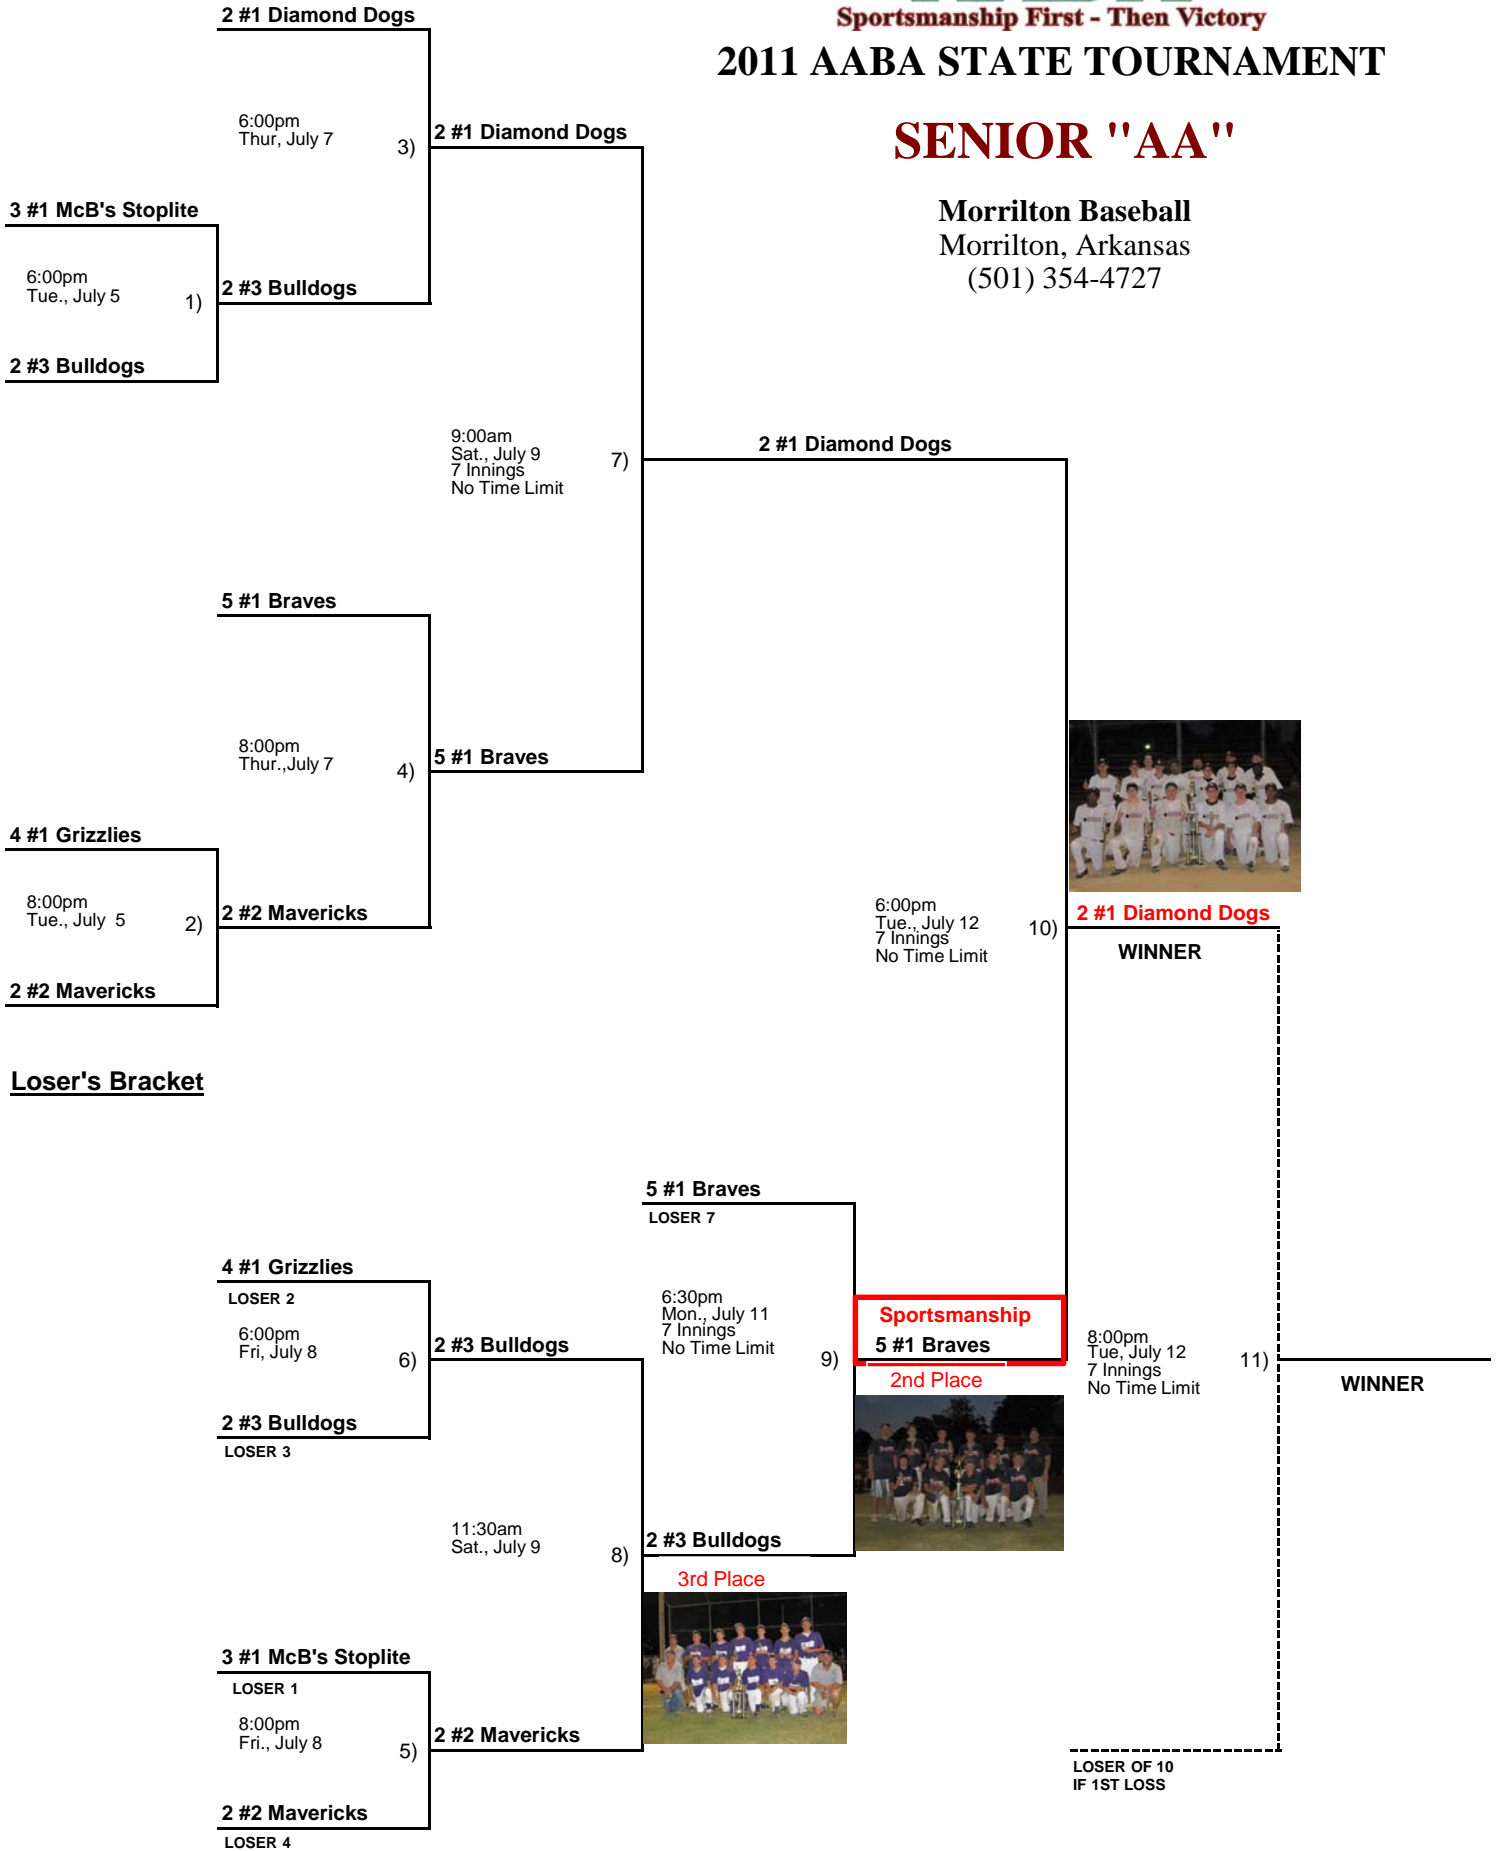 Sportsmanship First - Then Victory
2011 AABA STATE TOURNAMENT
SENIOR "AA"
Morrilton Baseball
Morrilton, Arkansas
(501) 354-4727
2 #1 Diamond Dogs
6:00pm
Thur, July 7
3)
2 #1 Diamond Dogs
3 #1 McB's Stoplite
6:00pm
Tue., July 5
1)
2 #3 Bulldogs
2 #3 Bulldogs
9:00am
Sat., July 9
7 Innings
No Time Limit
7)
2 #1 Diamond Dogs
5 #1 Braves
8:00pm
Thur.,July 7
4)
5 #1 Braves
4 #1 Grizzlies
8:00pm
Tue., July 5
2)
2 #2 Mavericks
2 #2 Mavericks
6:00pm
Tue., July 12
7 Innings
No Time Limit
10)
2 #1 Diamond Dogs
WINNER
Loser's Bracket
5 #1 Braves
LOSER 7
4 #1 Grizzlies
LOSER 2
6:00pm
Fri, July 8
6)
2 #3 Bulldogs
2 #3 Bulldogs
LOSER 3
6:30pm
Mon., July 11
7 Innings
No Time Limit
9)
Sportsmanship
5 #1 Braves
2nd Place
8:00pm
Tue, July 12
7 Innings
No Time Limit
11)
WINNER
11:30am
Sat., July 9
8)
2 #3 Bulldogs
3rd Place
3 #1 McB's Stoplite
LOSER 1
8:00pm
Fri., July 8
5)
2 #2 Mavericks
2 #2 Mavericks
LOSER 4
LOSER OF 10
IF 1ST LOSS